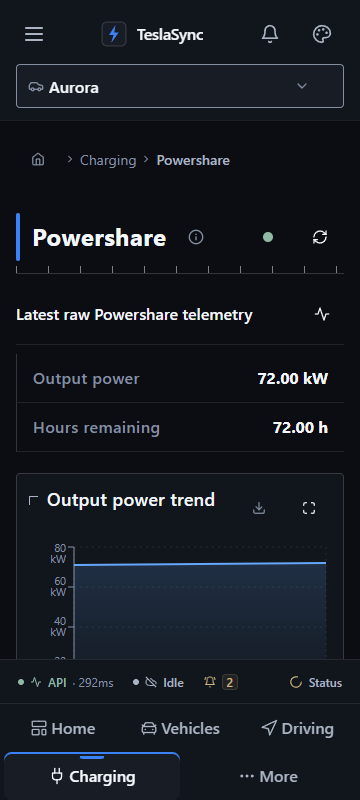 TeslaSync
Aurora
Charging
Powershare
Powershare
Latest raw Powershare telemetry
Output power
72.00 kW
Hours remaining
72.00 h
Output power trend
80
kW
60
kW
40
kW
API · 292ms
Idle
2
Status
Home
Vehicles
Driving
Charging
More